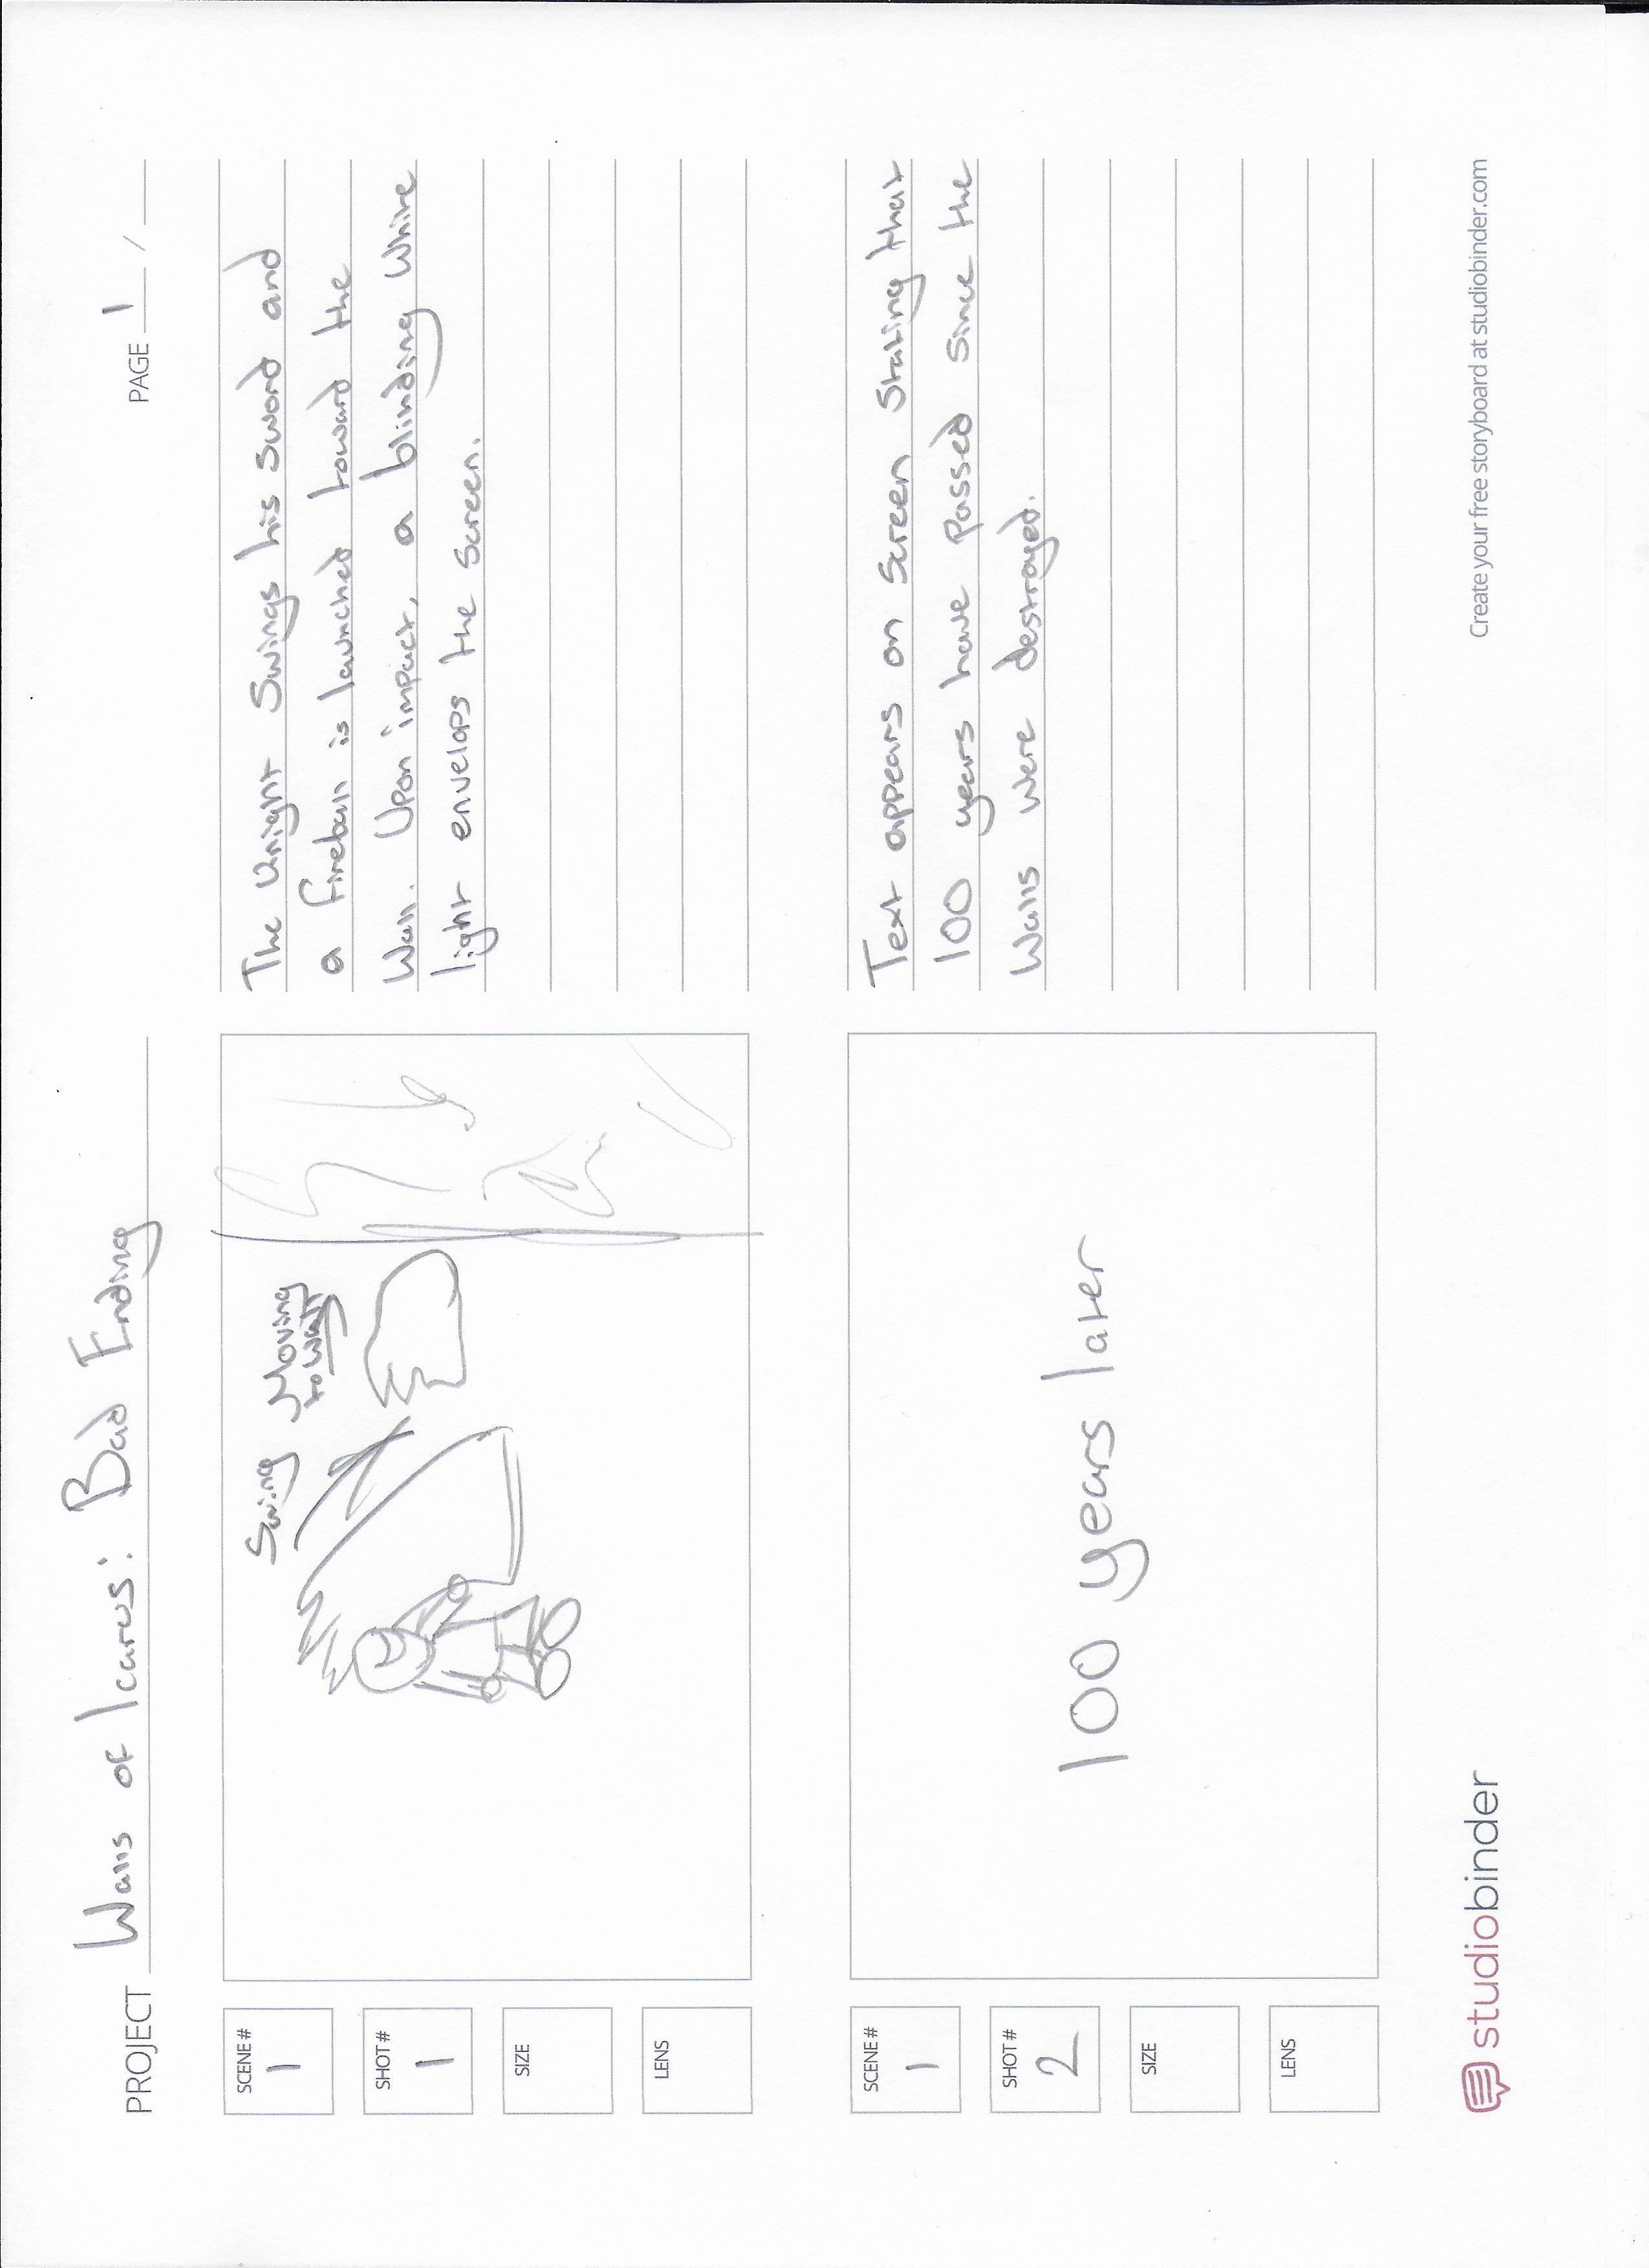 PROJECT Walls of Icarus: Bad Ending
PAGE 1 /
SCENE #
1
SHOT #
1
SIZE
LENS
Swing
Moving
to wall
The knight swings his sword and
a fireball is launched toward the
Wall. Upon impact, a blinding white
light envelops the screen.
SCENE #
1
SHOT #
2
SIZE
LENS
100 years later
Text appears on screen stating that
100 years have passed since the
Walls were destroyed.
studiobinder
Create your free storyboard at studiobinder.com